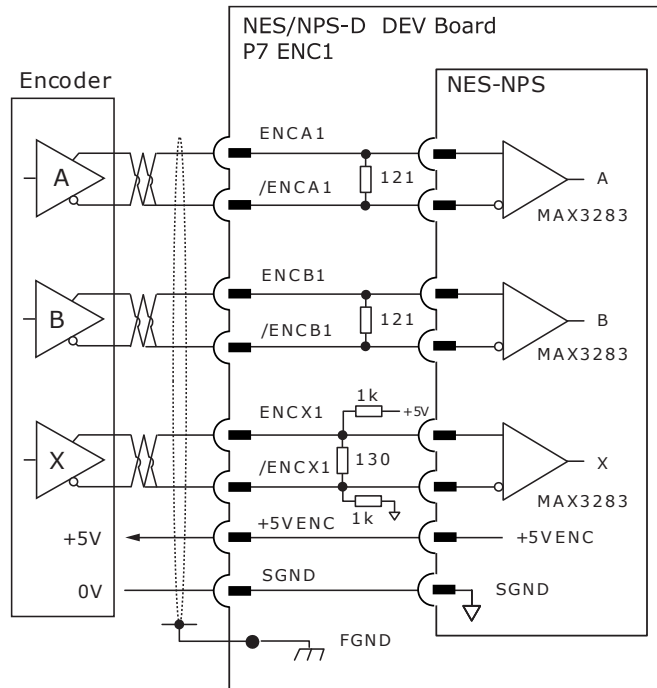 NES/NPS-D DEV Board
P7 ENC1
Encoder
NES-NPS
ENCA1
A
121
A
/ENCA1
MAX3283
ENCB1
B
121
B
/ENCB1
MAX3283
1k
ENCX1
+5V
X
130
X
/ENCX1
1k
MAX3283
+5V
+5VENC
+5VENC
0V
SGND
SGND
FGND